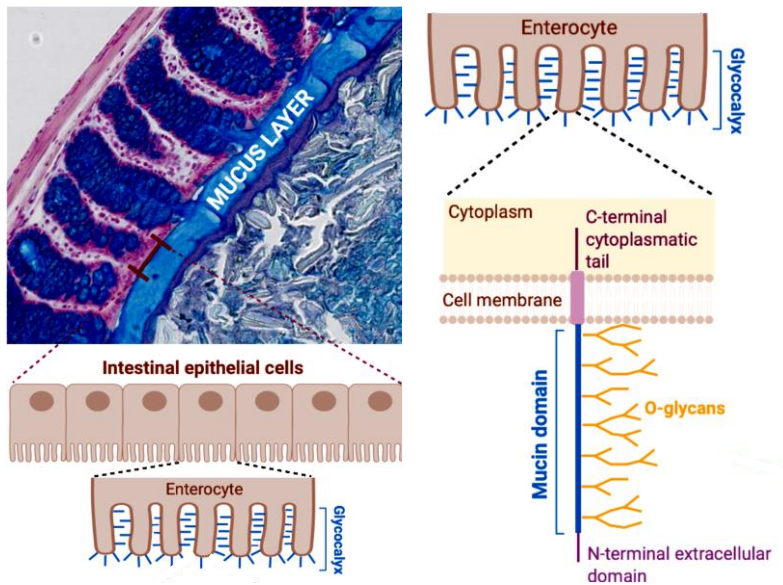 MUCUS LAYER
Intestinal epithelial cells
Enterocyte
Glycocalyx
Enterocyte
Glycocalyx
Cytoplasm
C-terminal
cytoplasmatic
tail
Cell membrane
Mucin domain
O-glycans
N-terminal extracellular
domain